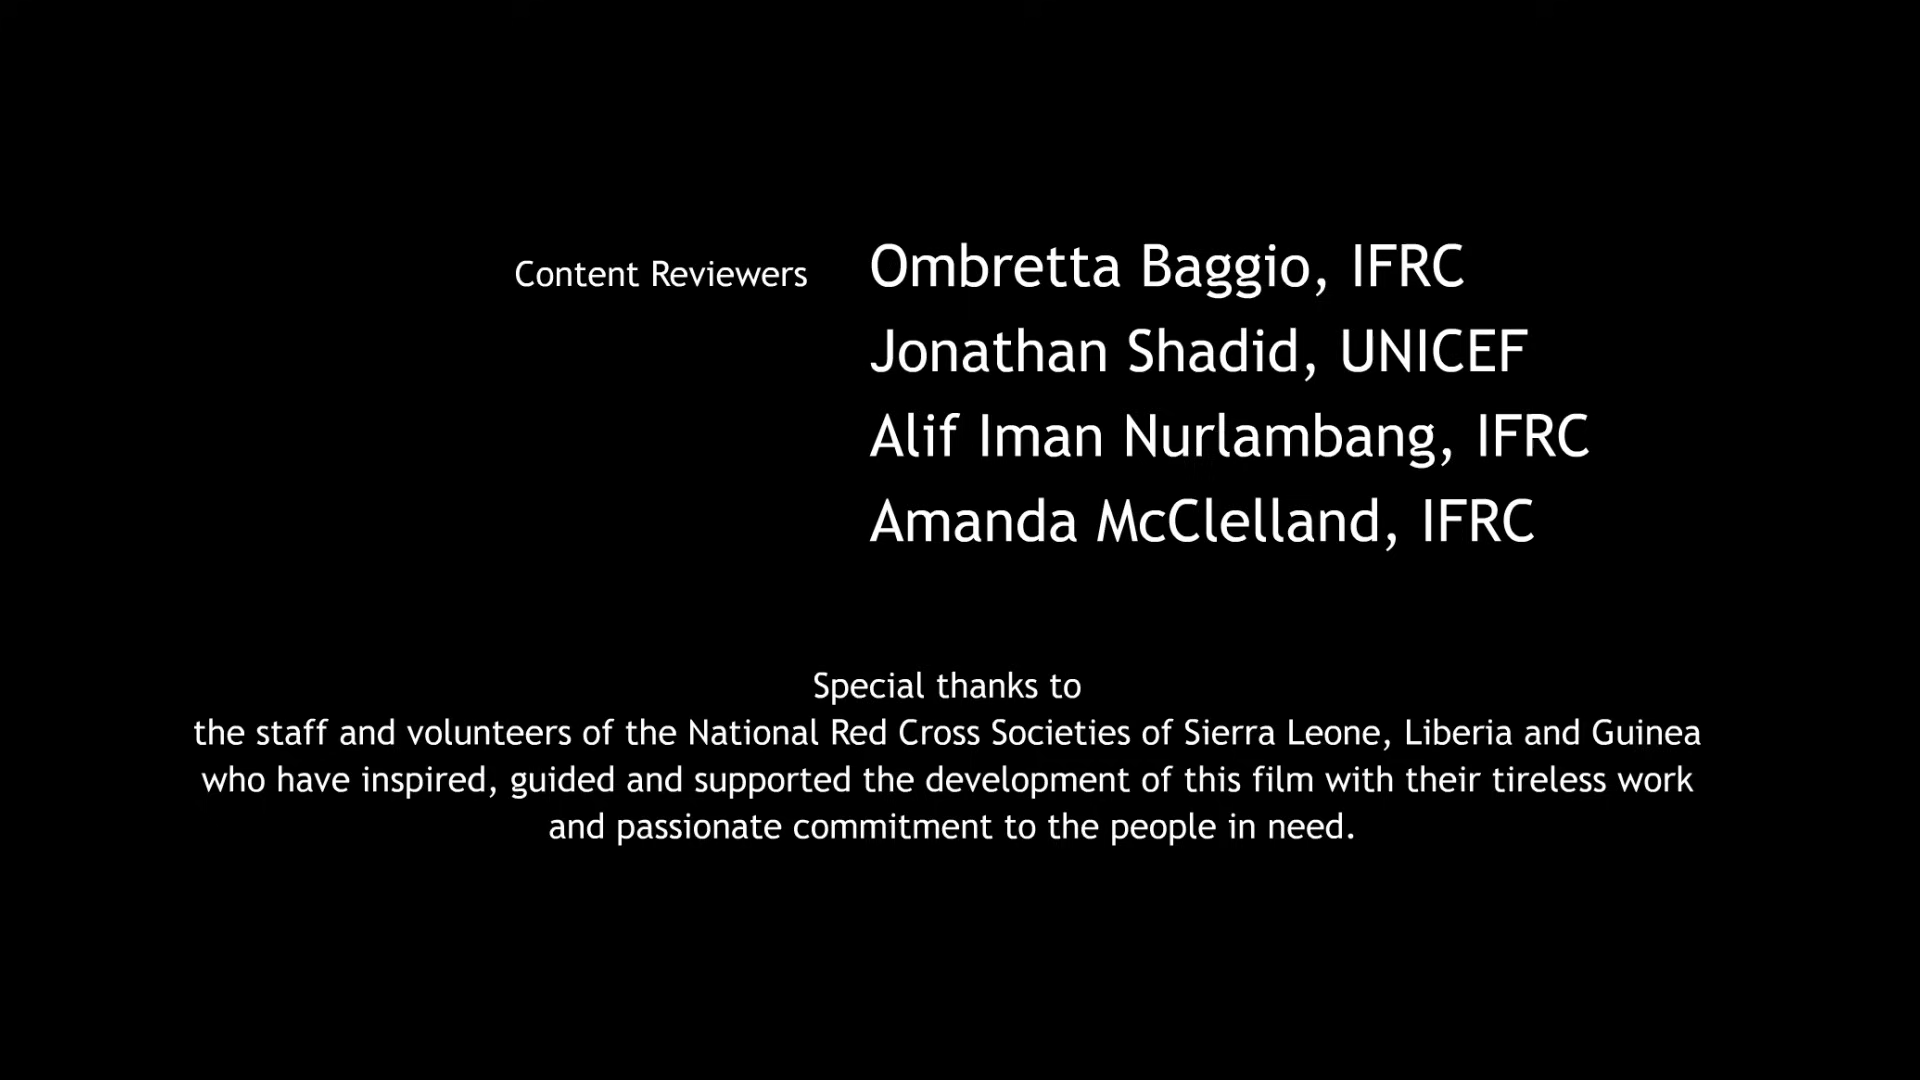 Content Reviewers Ombretta Baggio, IFRC
Jonathan Shadid, UNICEF
Alif Iman Nurlambang, IFRC
Amanda McClelland, IFRC
Special thanks to
the staff and volunteers of the National Red Cross Societies of Sierra Leone, Liberia and Guinea
who have inspired, guided and supported the development of this film with their tireless work
and passionate commitment to the people in need.